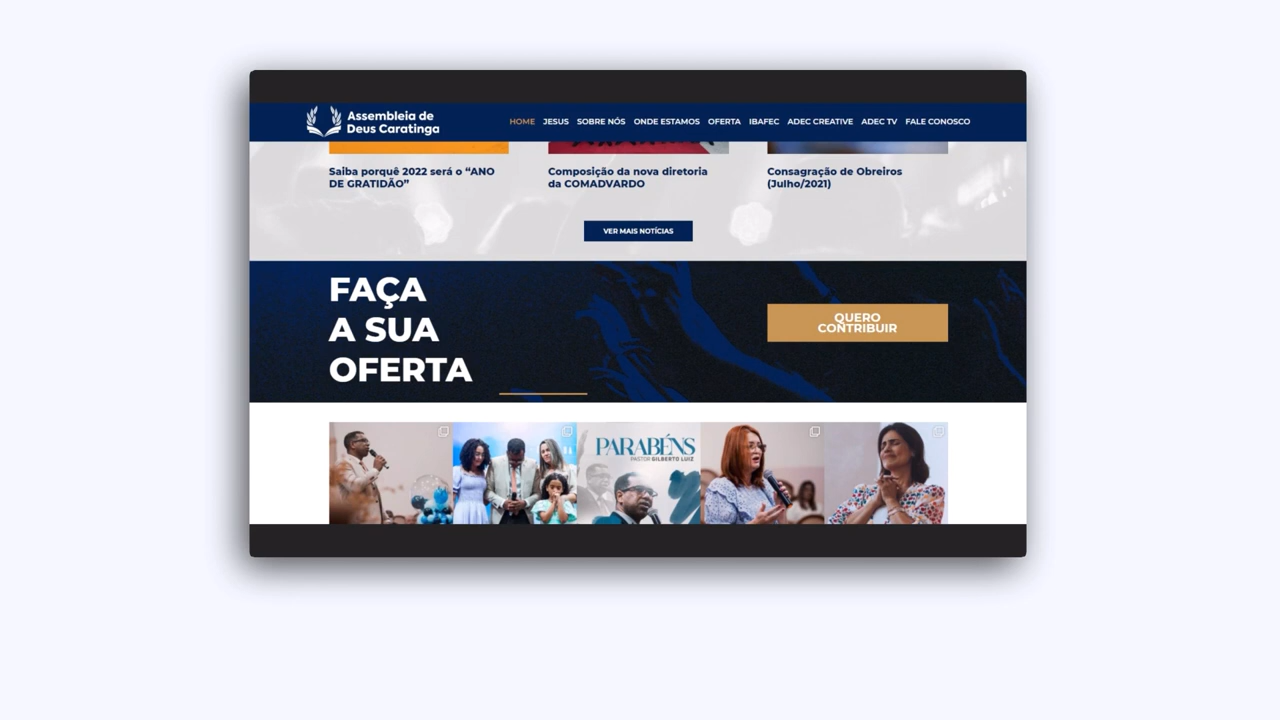 Assembleia de
Deus Caratinga
HOME JESUS SOBRE NÓS ONDE ESTAMOS OFERTA IBAFEC ADEC CREATIVE ADEC TV FALE CONOSCO
Saiba porquê 2022 será o “ANO
DE GRATIDÃO”
Composição da nova diretoria
da COMADVARDO
Consagração de Obreiros
(Julho/2021)
VER MAIS NOTÍCIAS
FAÇA
A SUA
OFERTA
QUERO
CONTRIBUIR
PARABÉNS
PASTOR GILBERTO LUIZ